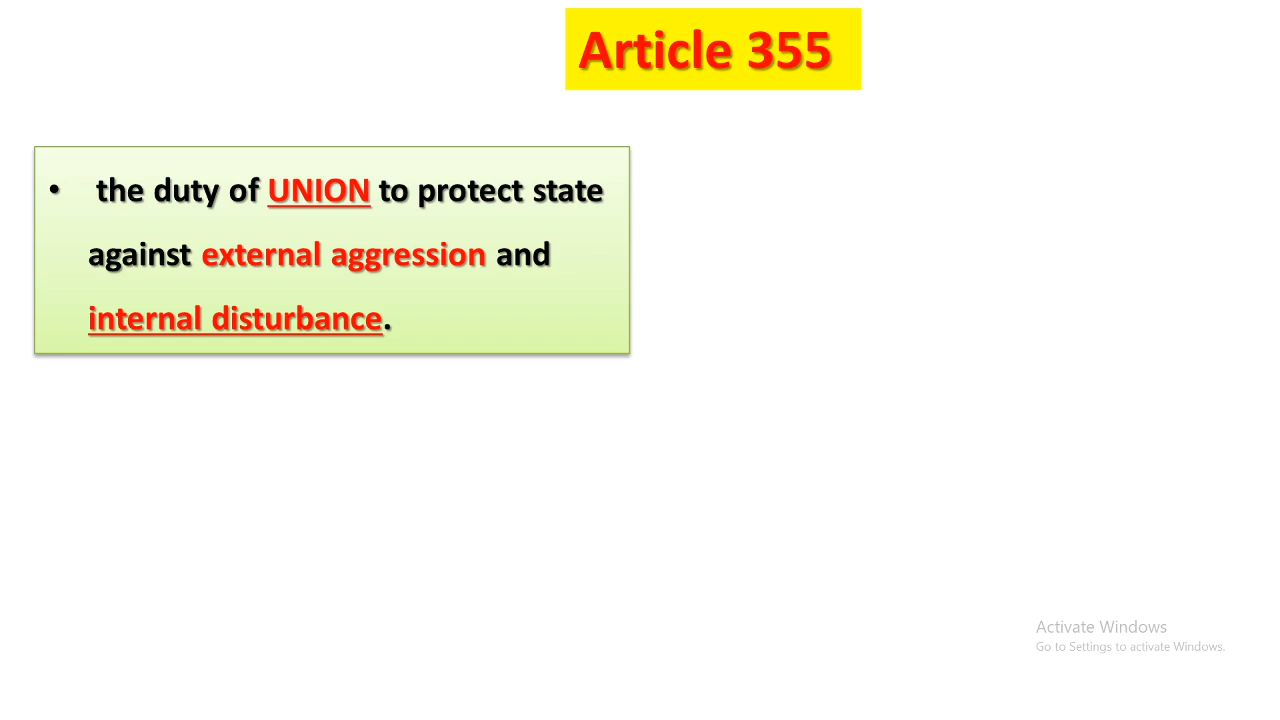 Article 355
• the duty of UNION to protect state
against external aggression and
internal disturbance.
Activate Windows
Go to Settings to activate Windows.